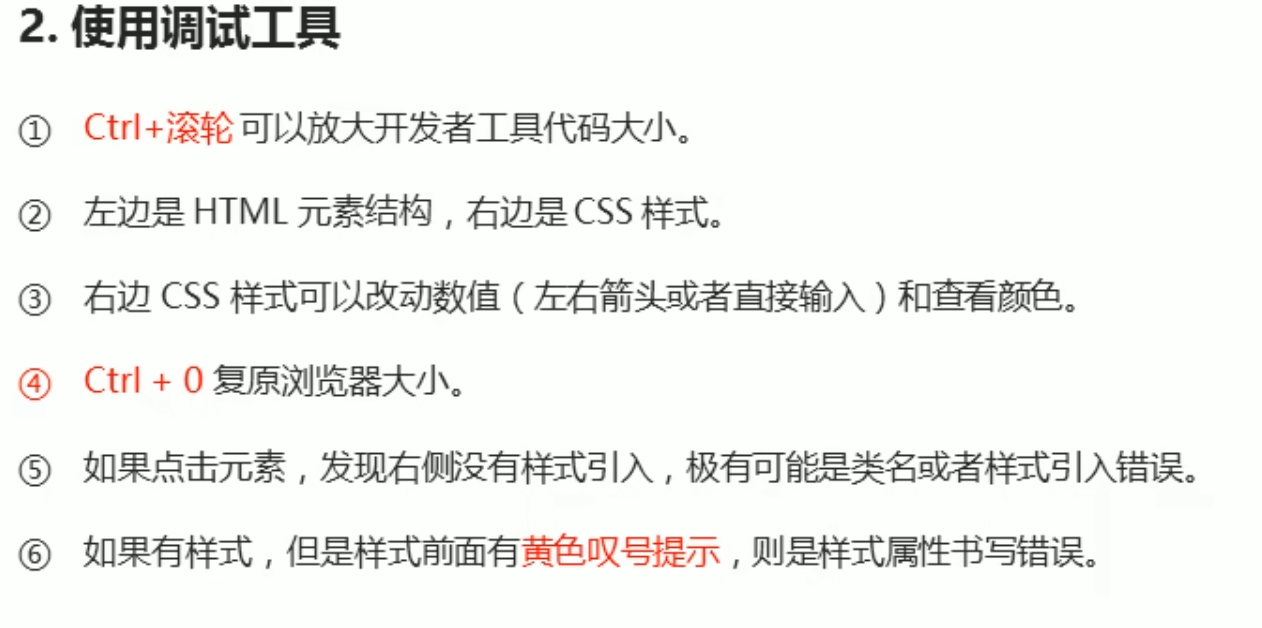 2. 使用调试工具
① Ctrl+滚轮 可以放大开发者工具代码大小。
② 左边是 HTML 元素结构，右边是 CSS 样式。
③ 右边 CSS 样式可以改动数值（左右箭头或者直接输入）和查看颜色。
④ Ctrl + 0 复原浏览器大小。
⑤ 如果点击元素，发现右侧没有样式引入，极有可能是类名或者样式引入错误。
⑥ 如果有样式，但是样式前面有黄色叹号提示，则是样式属性书写错误。